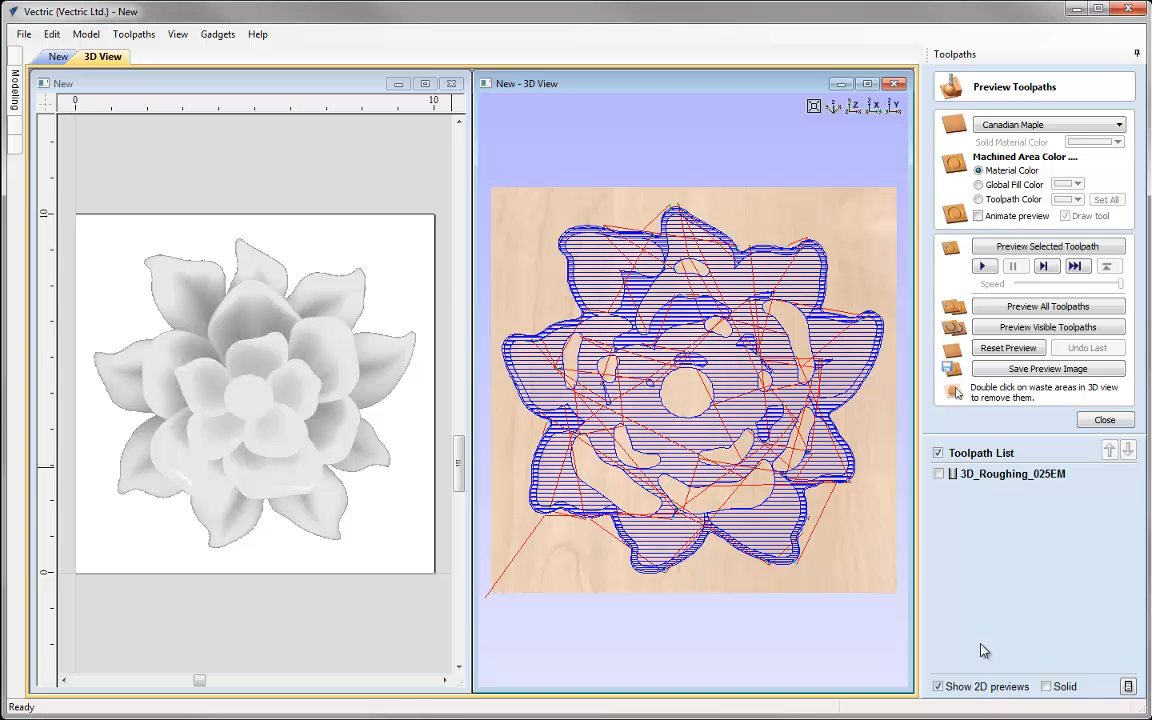 Vectric {Vectric Ltd.} - New
File Edit Model Toolpaths View Gadgets Help
New 3D View
Modeling
New
New - 3D View
0 10
10
0
Z X Y
Toolpaths
Preview Toolpaths
Canadian Maple
Solid Material Color
Machined Area Color ....
Material Color
Global Fill Color
Toolpath Color Set All
Animate preview Draw tool
Preview Selected Toolpath
Speed
Preview All Toolpaths
Preview Visible Toolpaths
Reset Preview Undo Last
Save Preview Image
Double click on waste areas in 3D view
to remove them.
Close
Toolpath List
3D_Roughing_025EM
Show 2D previews Solid
Ready